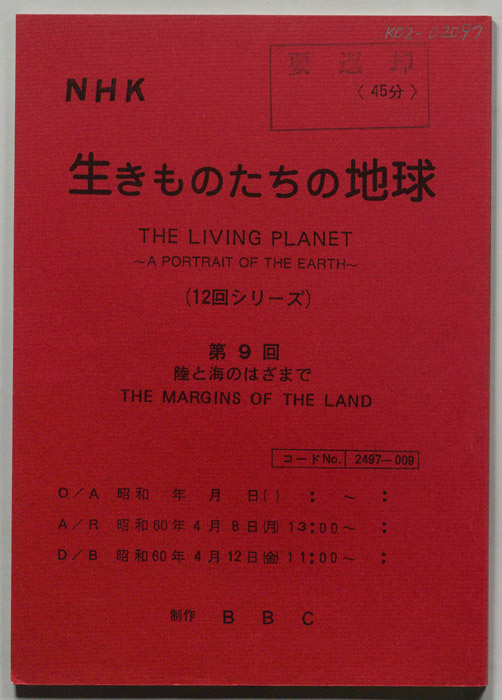 K02-03097
要返却
NHK
〈 45分 〉
生きものたちの地球
THE LIVING PLANET
~A PORTRAIT OF THE EARTH~
(12回シリーズ)
第 9 回
陸と海のはざまで
THE MARGINS OF THE LAND
コードNo. 2497-009
O/A 昭和 年 月 日( ) : ~ :
A/R 昭和60年 4月 8日(月) 13:00~ :
D/B 昭和60年 4月 12日(金) 11:00~ :
制作 BBC